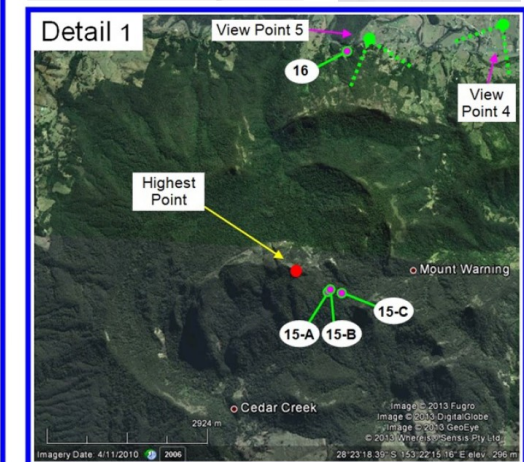 Detail 1
View Point 5
16
View
Point 4
Highest
Point
Mount Warning
15-C
15-A
15-B
Cedar Creek
2924 m
Image © 2013 Fugro
Image © 2013 DigitalGlobe
Image © 2013 GeoEye
© 2013 Whereis® Sensis Pty Ltd
Imagery Date: 4/11/2010
2006
28°23'18.39" S 153°22'15.16" E elev 296 m